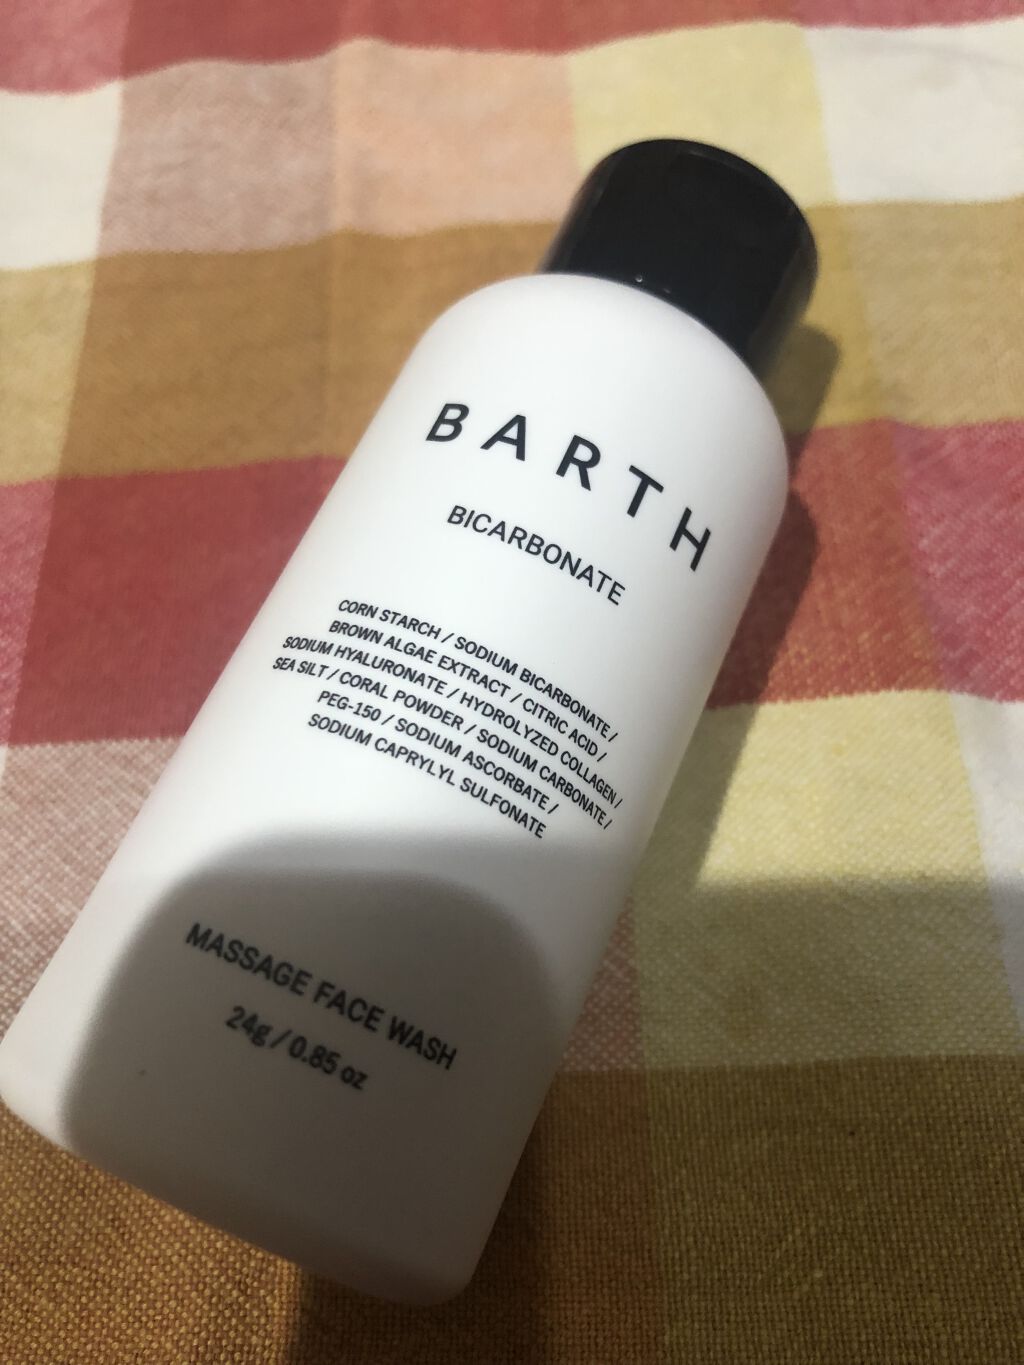 BARTH
BICARBONATE
CORN STARCH / SODIUM BICARBONATE /
BROWN ALGAE EXTRACT / CITRIC ACID /
SODIUM HYALURONATE / HYDROLYZED COLLAGEN /
SEA SILT / CORAL POWDER / SODIUM CARBONATE /
PEG-150 / SODIUM ASCORBATE /
SODIUM CAPRYLYL SULFONATE
MASSAGE FACE WASH
24g / 0.85 oz